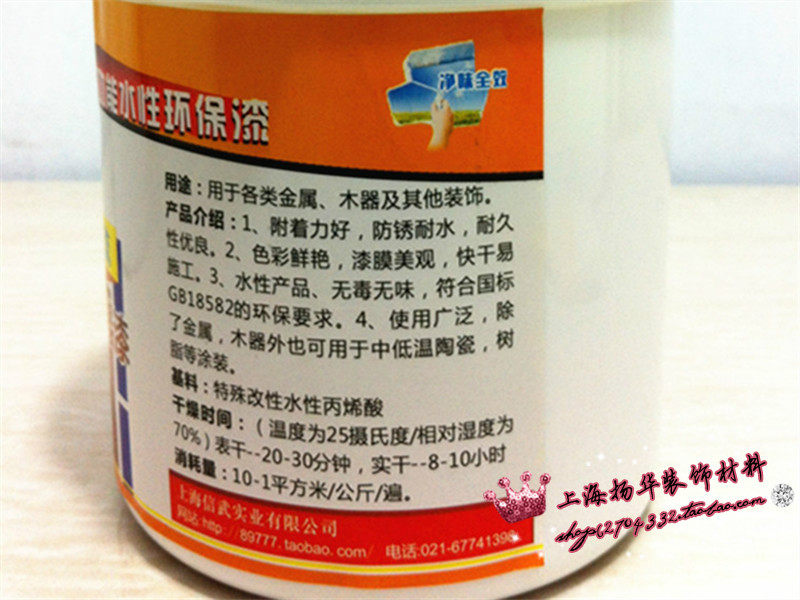 净味全效
能水性环保漆
用途：用于各类金属、木器及其他装饰。
产品介绍：1、附着力好，防锈耐水，耐久
性优良。2、色彩鲜艳，漆膜美观，快干易
施工。3、水性产品、无毒无味，符合国标
GB18582的环保要求。4、使用广泛，除
了金属，木器外也可用于中低温陶瓷，树
脂等涂装。
基料：特殊改性水性丙烯酸
干燥时间：（温度为25摄氏度/相对湿度为
70%）表干--20-30分钟，实干--8-10小时
消耗量：10-1平方米/公斤/遍。
上海信武实业有限公司
网站:http://89777.taobao.com/ 电话:021-67741398
漆
上海扬华装饰材料
shop62704332.taobao.com